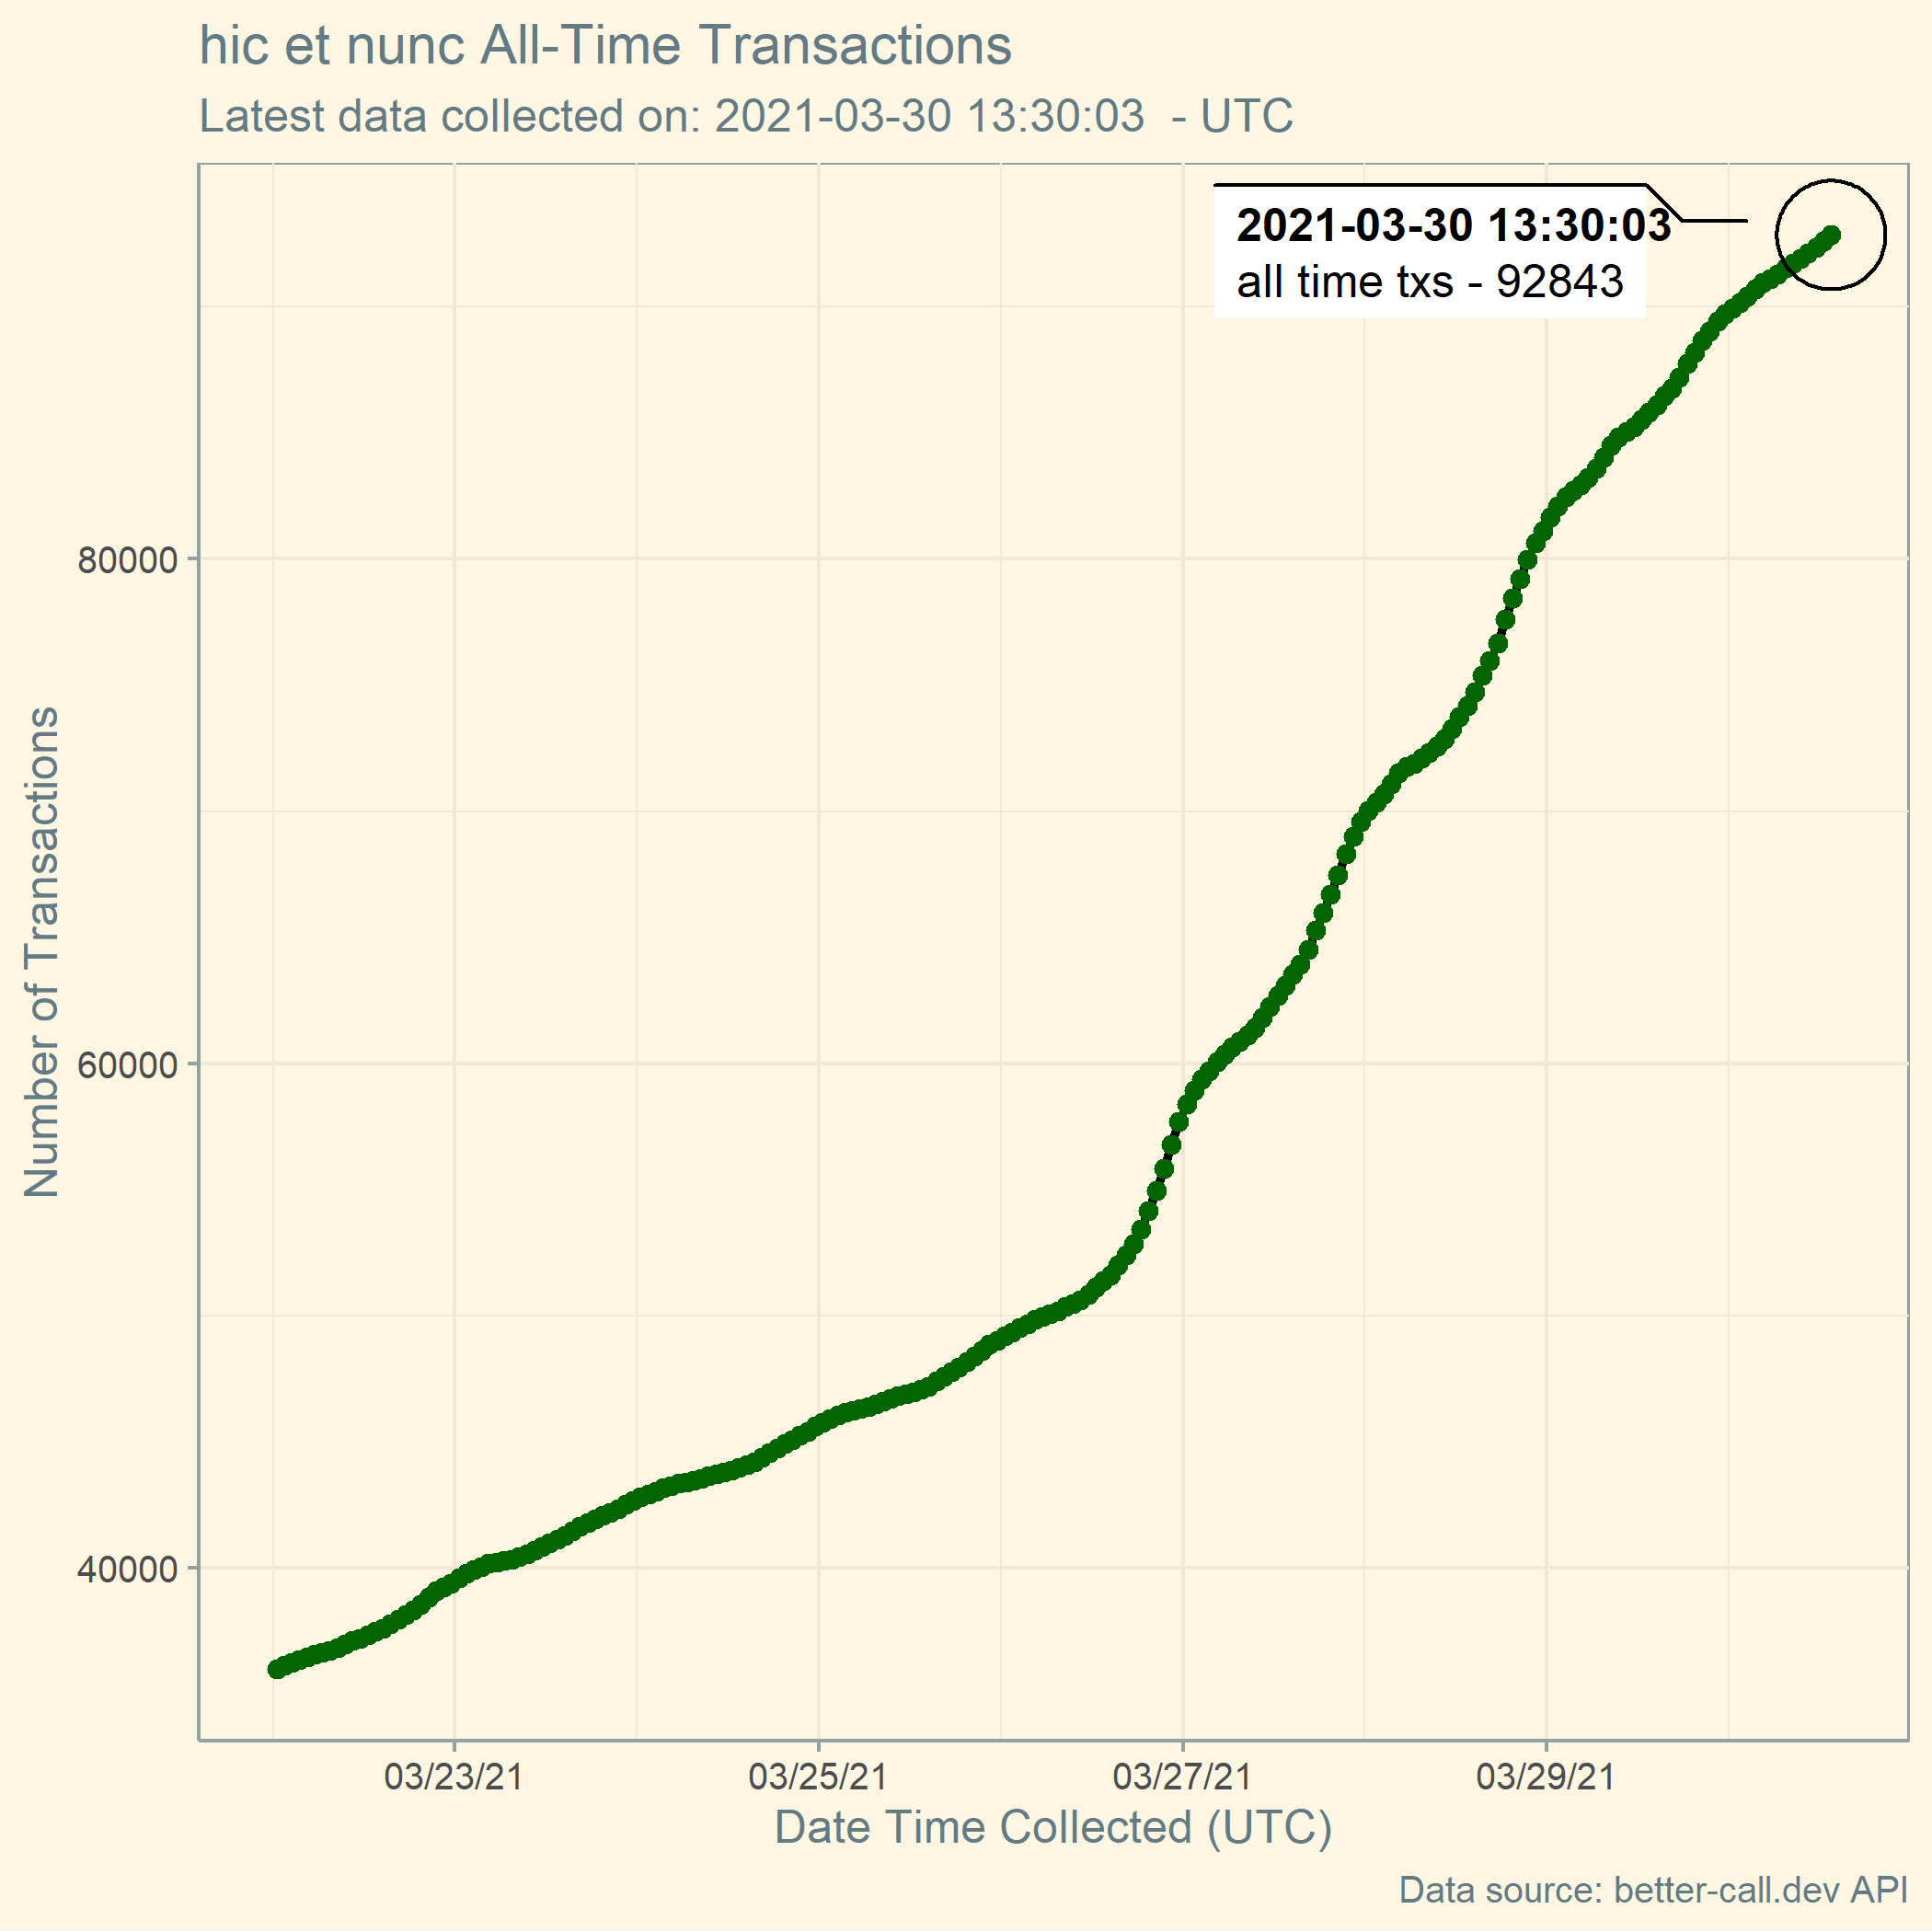 hic et nunc All-Time Transactions
Latest data collected on: 2021-03-30 13:30:03  - UTC
2021-03-30 13:30:03
all time txs - 92843
Number of Transactions
80000
60000
40000
03/23/21
03/25/21
03/27/21
03/29/21
Date Time Collected (UTC)
Data source: better-call.dev API